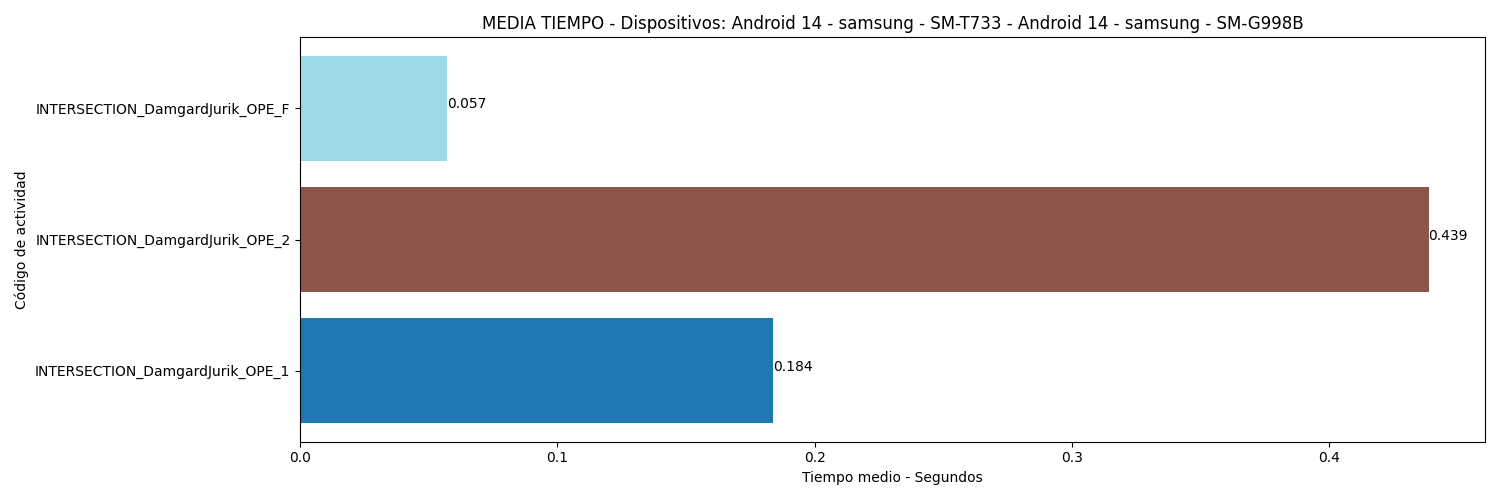 MEDIA TIEMPO - Dispositivos: Android 14 - samsung - SM-T733 - Android 14 - samsung - SM-G998B
INTERSECTION_DamgardJurik_OPE_F
0.057
INTERSECTION_DamgardJurik_OPE_2
0.439
INTERSECTION_DamgardJurik_OPE_1
0.184
Código de actividad
0.0 0.1 0.2 0.3 0.4
Tiempo medio - Segundos